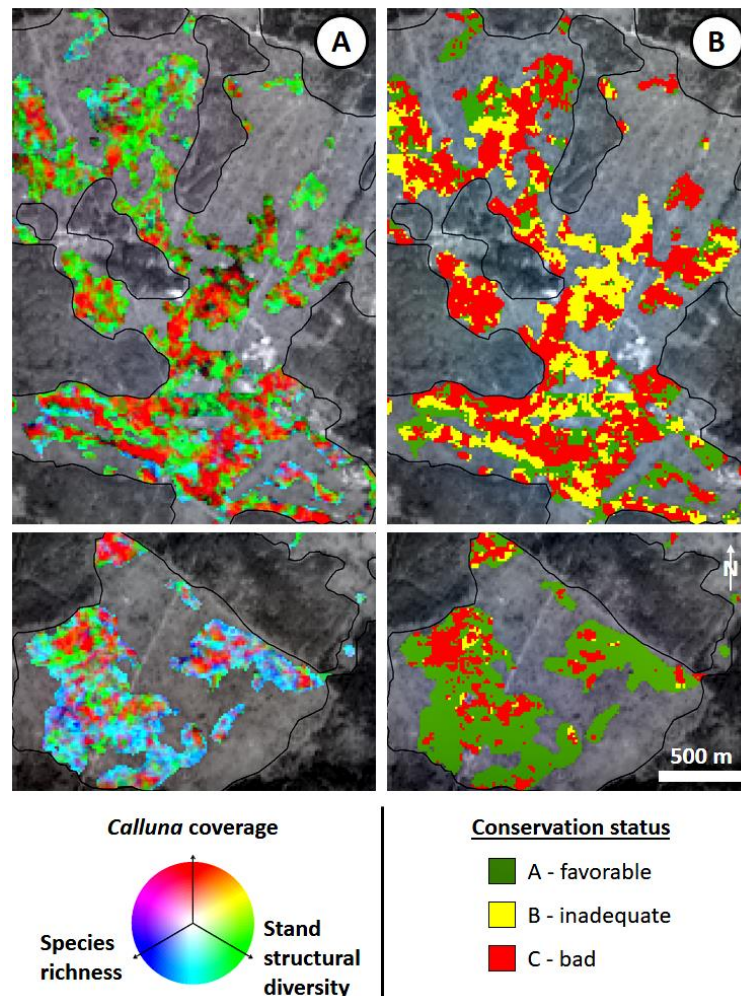 A
B
N
500 m
Calluna coverage
Species
richness
Stand
structural
diversity
Conservation status
A - favorable
B - inadequate
C - bad